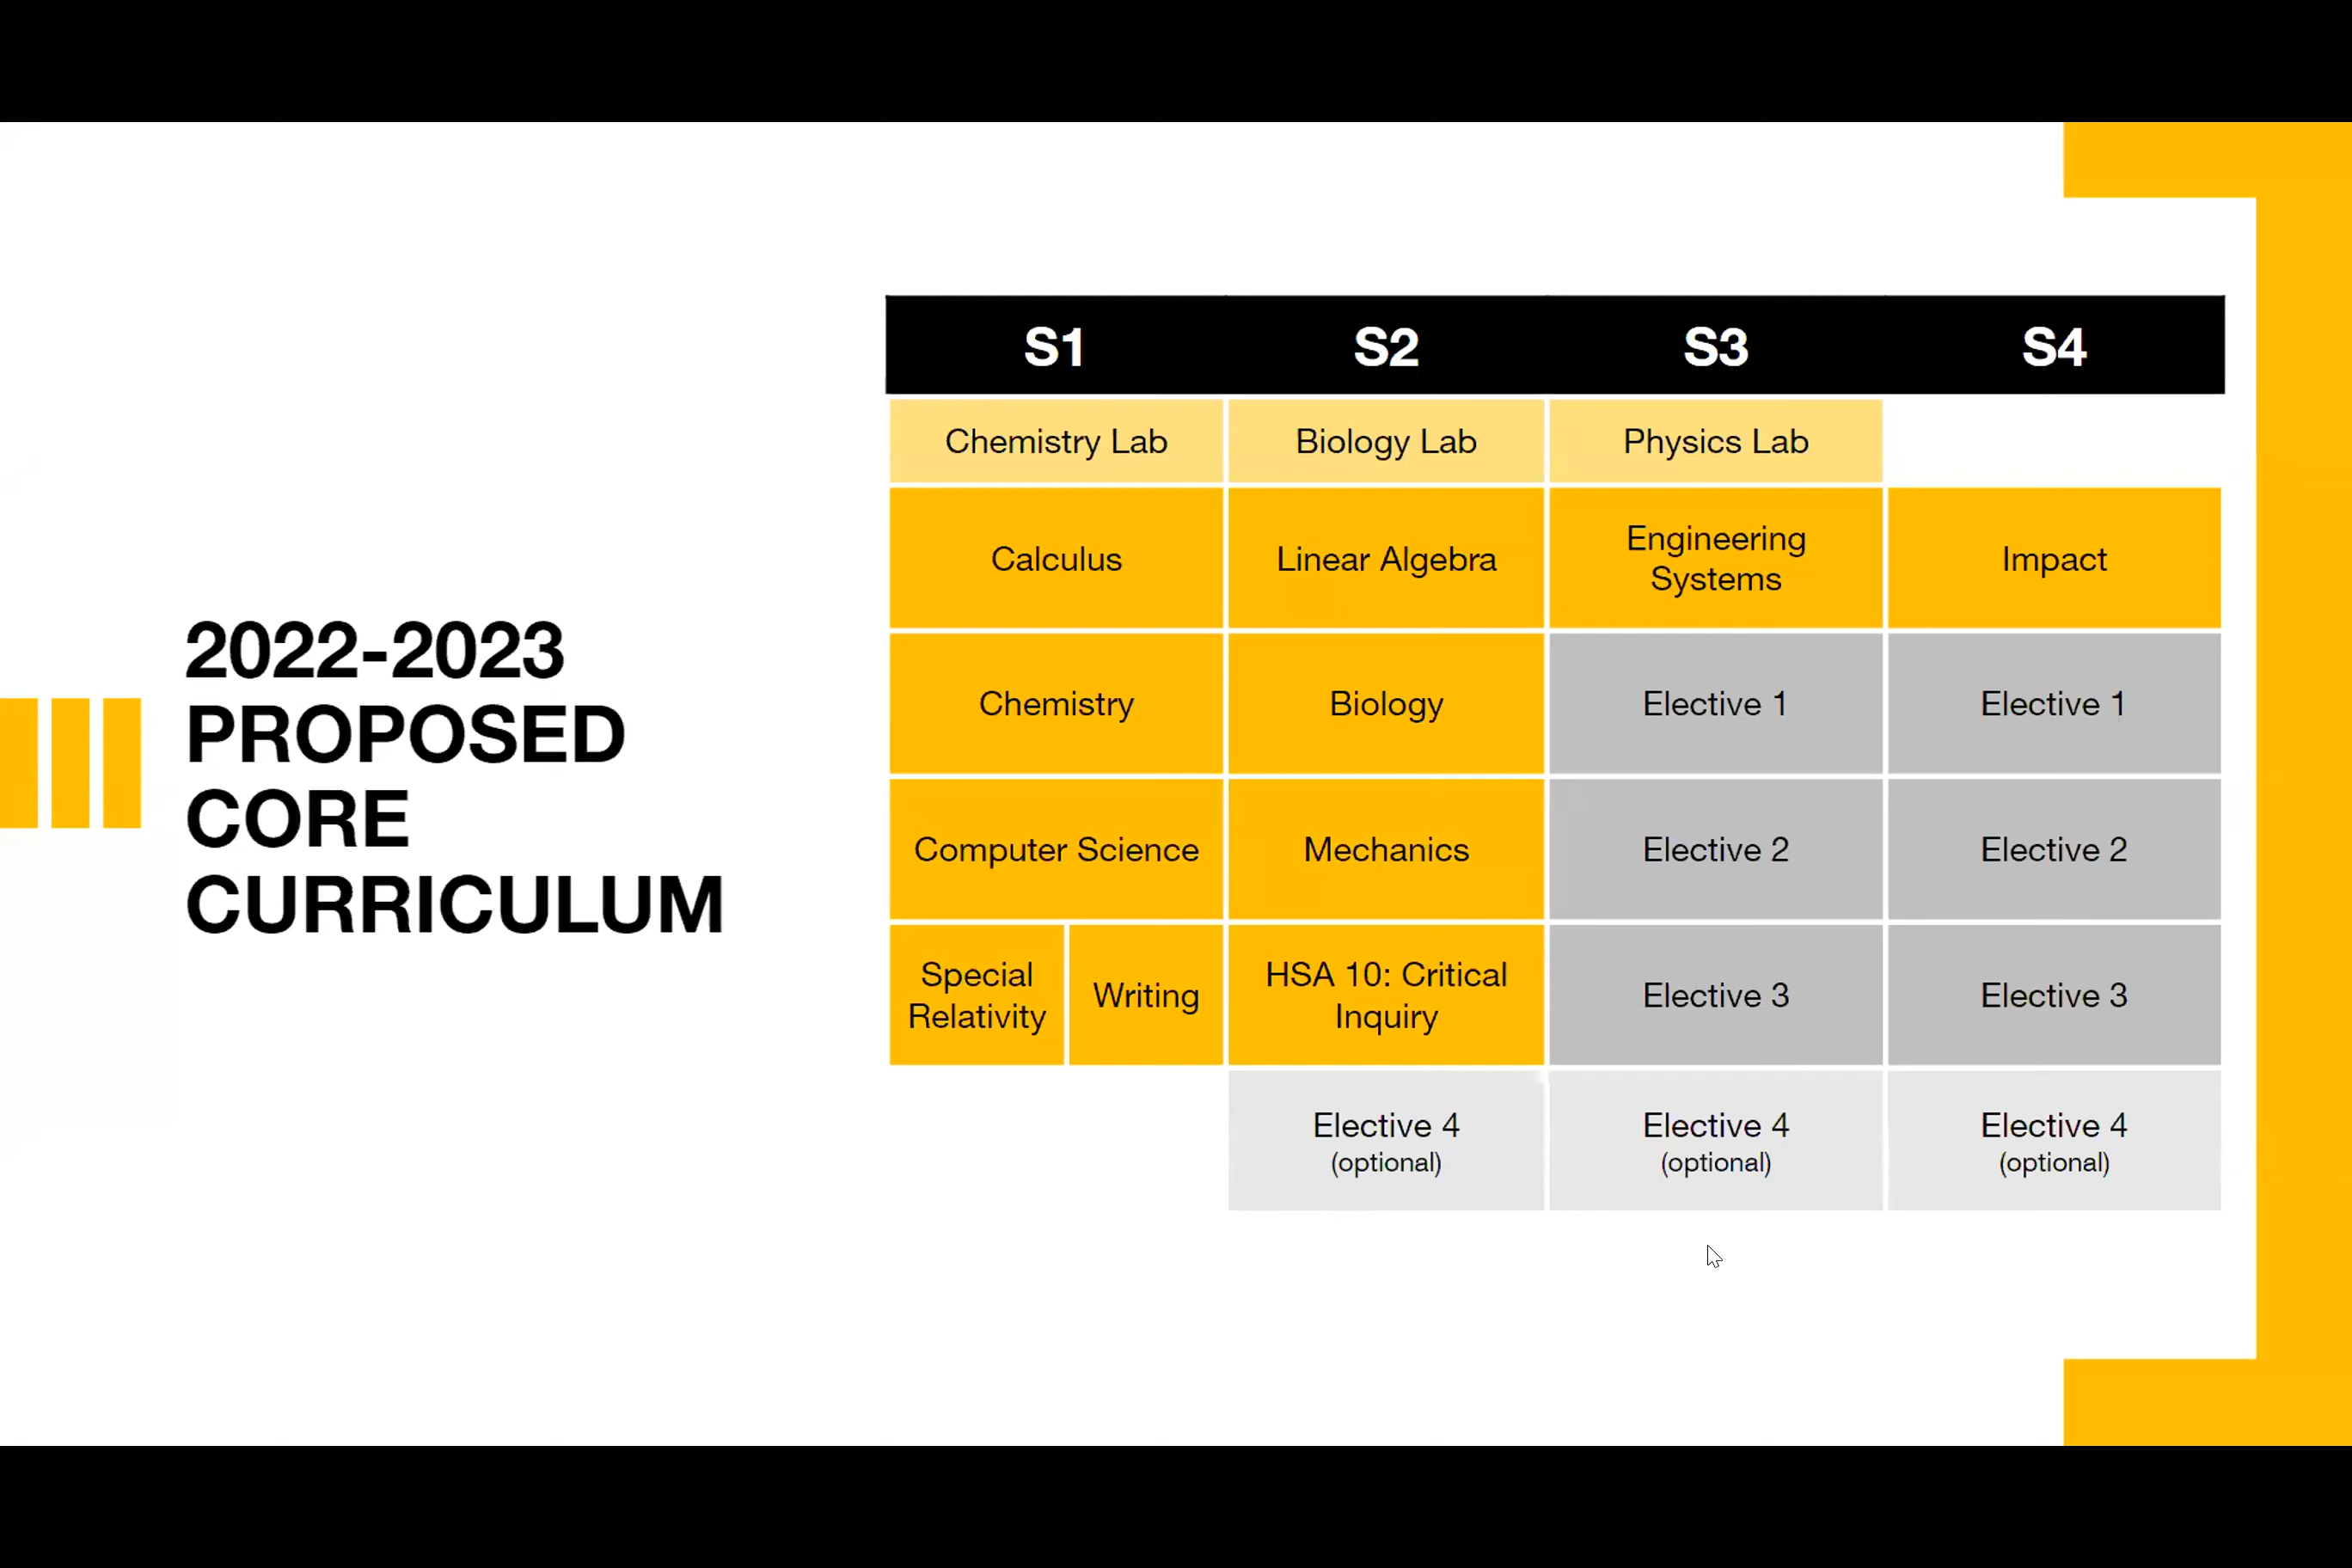 2022-2023
PROPOSED
CORE
CURRICULUM
S1 S2 S3 S4
Chemistry Lab Biology Lab Physics Lab
Calculus Linear Algebra Engineering Systems Impact
Chemistry Biology Elective 1 Elective 1
Computer Science Mechanics Elective 2 Elective 2
Special Relativity Writing HSA 10: Critical Inquiry Elective 3 Elective 3
Elective 4 (optional) Elective 4 (optional) Elective 4 (optional)